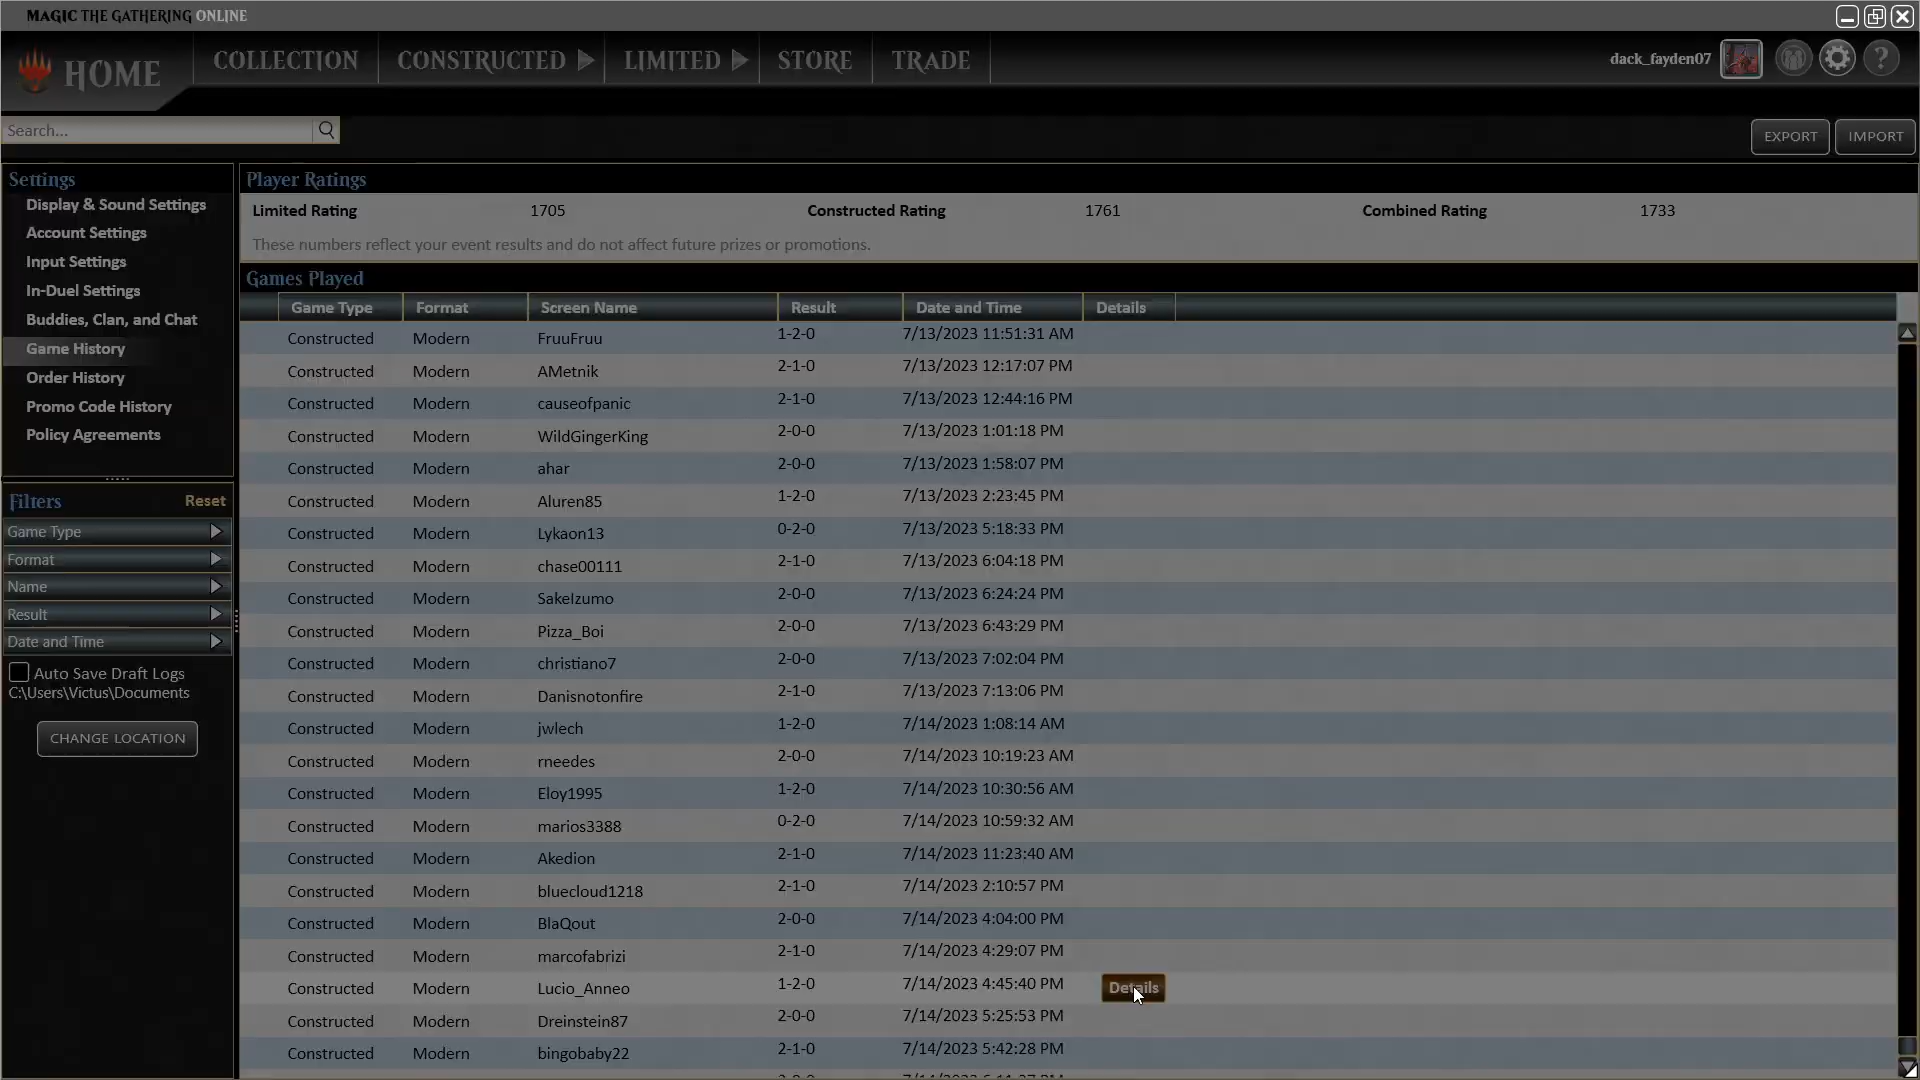 MAGIC THE GATHERING ONLINE
HOME
COLLECTION
CONSTRUCTED
LIMITED
STORE
TRADE
dack_fayden07
?
Search...
EXPORT
IMPORT
Settings
Display & Sound Settings
Account Settings
Input Settings
In-Duel Settings
Buddies, Clan, and Chat
Game History
Order History
Promo Code History
Policy Agreements
Filters Reset
Game Type
Format
Name
Result
Date and Time
Auto Save Draft Logs
C:\Users\Victus\Documents
CHANGE LOCATION
Player Ratings
Limited Rating 1705 Constructed Rating 1761 Combined Rating 1733
These numbers reflect your event results and do not affect future prizes or promotions.
Games Played
Game Type Format Screen Name Result Date and Time Details
Constructed Modern FruuFruu 1-2-0 7/13/2023 11:51:31 AM
Constructed Modern AMetnik 2-1-0 7/13/2023 12:17:07 PM
Constructed Modern causeofpanic 2-1-0 7/13/2023 12:44:16 PM
Constructed Modern WildGingerKing 2-0-0 7/13/2023 1:01:18 PM
Constructed Modern ahar 2-0-0 7/13/2023 1:58:07 PM
Constructed Modern Aluren85 1-2-0 7/13/2023 2:23:45 PM
Constructed Modern Lykaon13 0-2-0 7/13/2023 5:18:33 PM
Constructed Modern chase00111 2-1-0 7/13/2023 6:04:18 PM
Constructed Modern SakeIzumo 2-0-0 7/13/2023 6:24:24 PM
Constructed Modern Pizza_Boi 2-0-0 7/13/2023 6:43:29 PM
Constructed Modern christiano7 2-0-0 7/13/2023 7:02:04 PM
Constructed Modern Danisnotonfire 2-1-0 7/13/2023 7:13:06 PM
Constructed Modern jwlech 1-2-0 7/14/2023 1:08:14 AM
Constructed Modern rneedes 2-0-0 7/14/2023 10:19:23 AM
Constructed Modern Eloy1995 1-2-0 7/14/2023 10:30:56 AM
Constructed Modern marios3388 0-2-0 7/14/2023 10:59:32 AM
Constructed Modern Akedion 2-1-0 7/14/2023 11:23:40 AM
Constructed Modern bluecloud1218 2-1-0 7/14/2023 2:10:57 PM
Constructed Modern BlaQout 2-0-0 7/14/2023 4:04:00 PM
Constructed Modern marcofabrizi 2-1-0 7/14/2023 4:29:07 PM
Constructed Modern Lucio_Anneo 1-2-0 7/14/2023 4:45:40 PM Details
Constructed Modern Dreinstein87 2-0-0 7/14/2023 5:25:53 PM
Constructed Modern bingobaby22 2-1-0 7/14/2023 5:42:28 PM